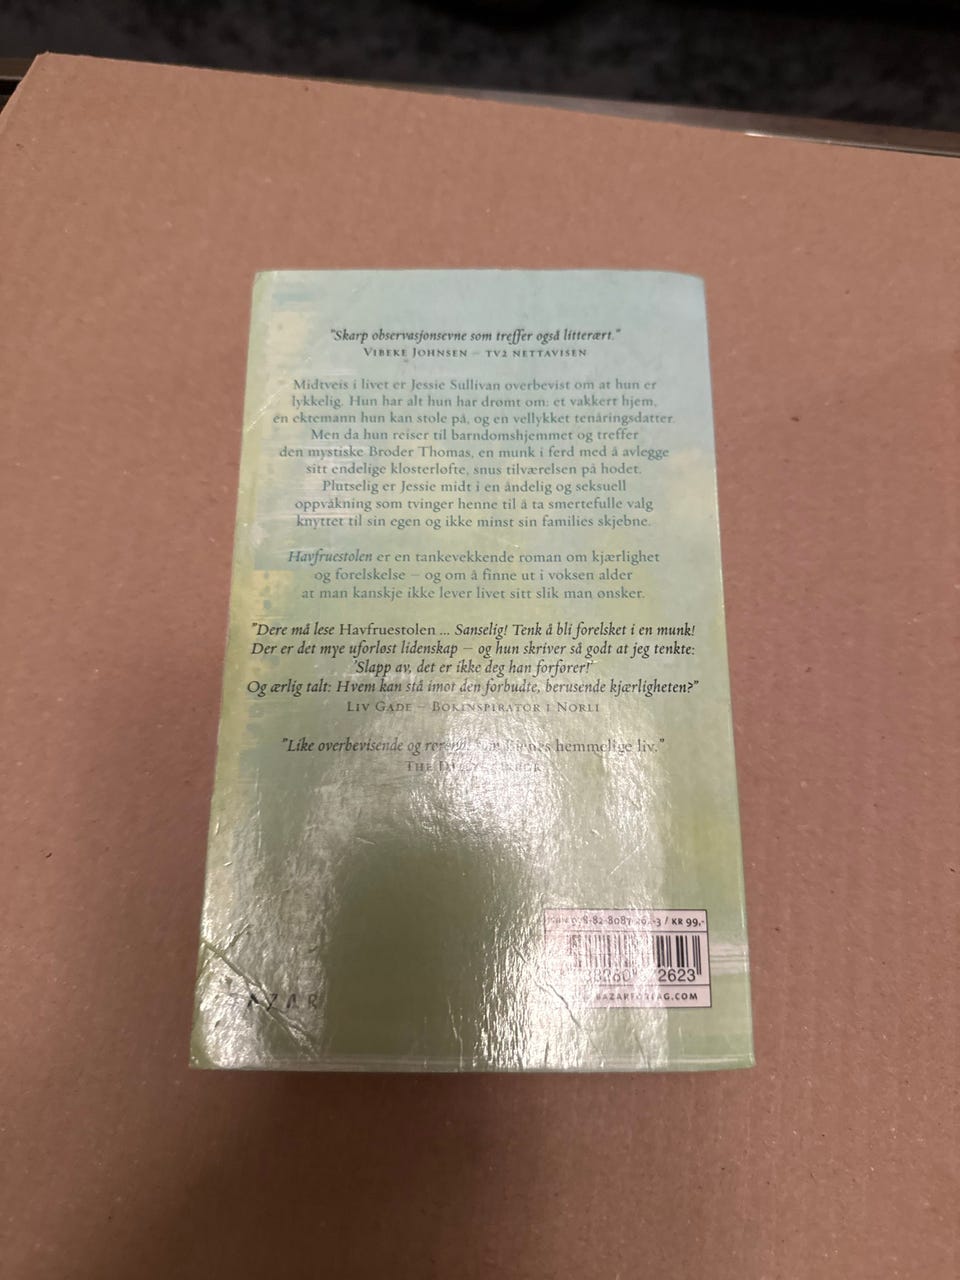 "Skarp observasjonsevne som treffer også litterært."
Vibeke Johnsen – TV2 Nettavisen
Midtveis i livet er Jessie Sullivan overbevist om at hun er
lykkelig. Hun har alt hun har drømt om: et vakkert hjem,
en ektemann hun kan stole på, og en vellykket tenåringsdatter.
Men da hun reiser til barndomshjemmet og treffer
den mystiske Broder Thomas, en munk i ferd med å avlegge
sitt endelige klosterløfte, snus tilværelsen på hodet.
Plutselig er Jessie midt i en åndelig og seksuell
oppvåkning som tvinger henne til å ta smertefulle valg
knyttet til sin egen og ikke minst sin families skjebne.
Havfruestolen er en tankevekkende roman om kjærlighet
og forelskelse – og om å finne ut i voksen alder
at man kanskje ikke lever livet sitt slik man ønsker.
"Dere må lese Havfruestolen ... Sanselig! Tenk å bli forelsket i en munk!
Der er det mye uforløst lidenskap – og hun skriver så godt at jeg tenkte:
'Slapp av, det er ikke deg han forfører!'
Og ærlig talt: Hvem kan stå imot den forbudte, berusende kjærligheten?"
Liv Gade – Bokinspirator i Norli
"Like overbevisende og hemmelige liv."
The
/ KR 99,-
72623
BAZARFORLAG.COM
AZAR